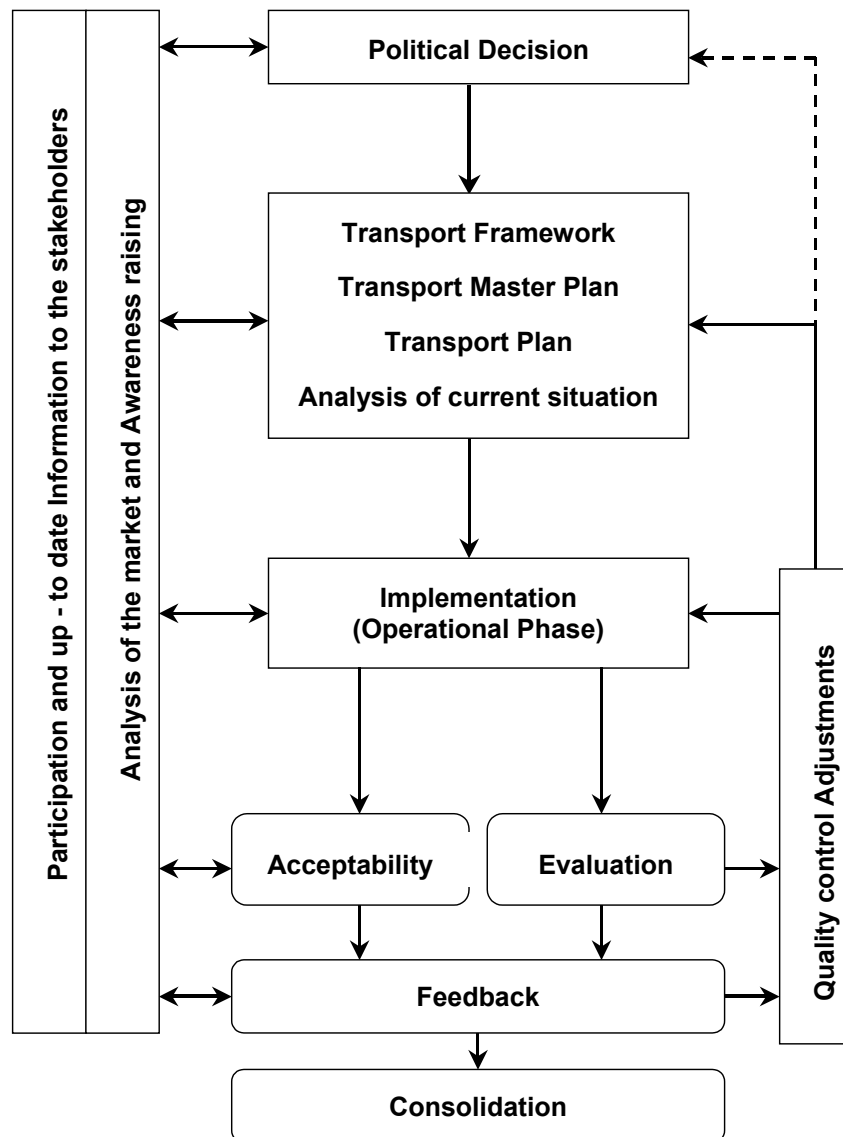 Participation and up - to date Information to the stakeholders
Analysis of the market and Awareness raising
Political Decision
Transport Framework
Transport Master Plan
Transport Plan
Analysis of current situation
Implementation
(Operational Phase)
Acceptability
Evaluation
Feedback
Consolidation
Quality control Adjustments